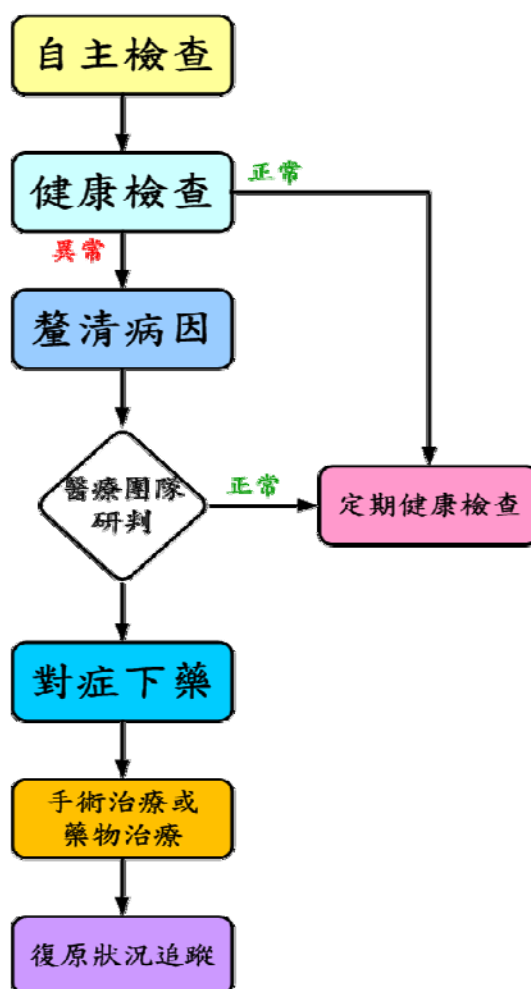 自主檢查
健康檢查
正常
異常
釐清病因
醫療團隊
研判
正常
定期健康檢查
對症下藥
手術治療或
藥物治療
復原狀況追蹤